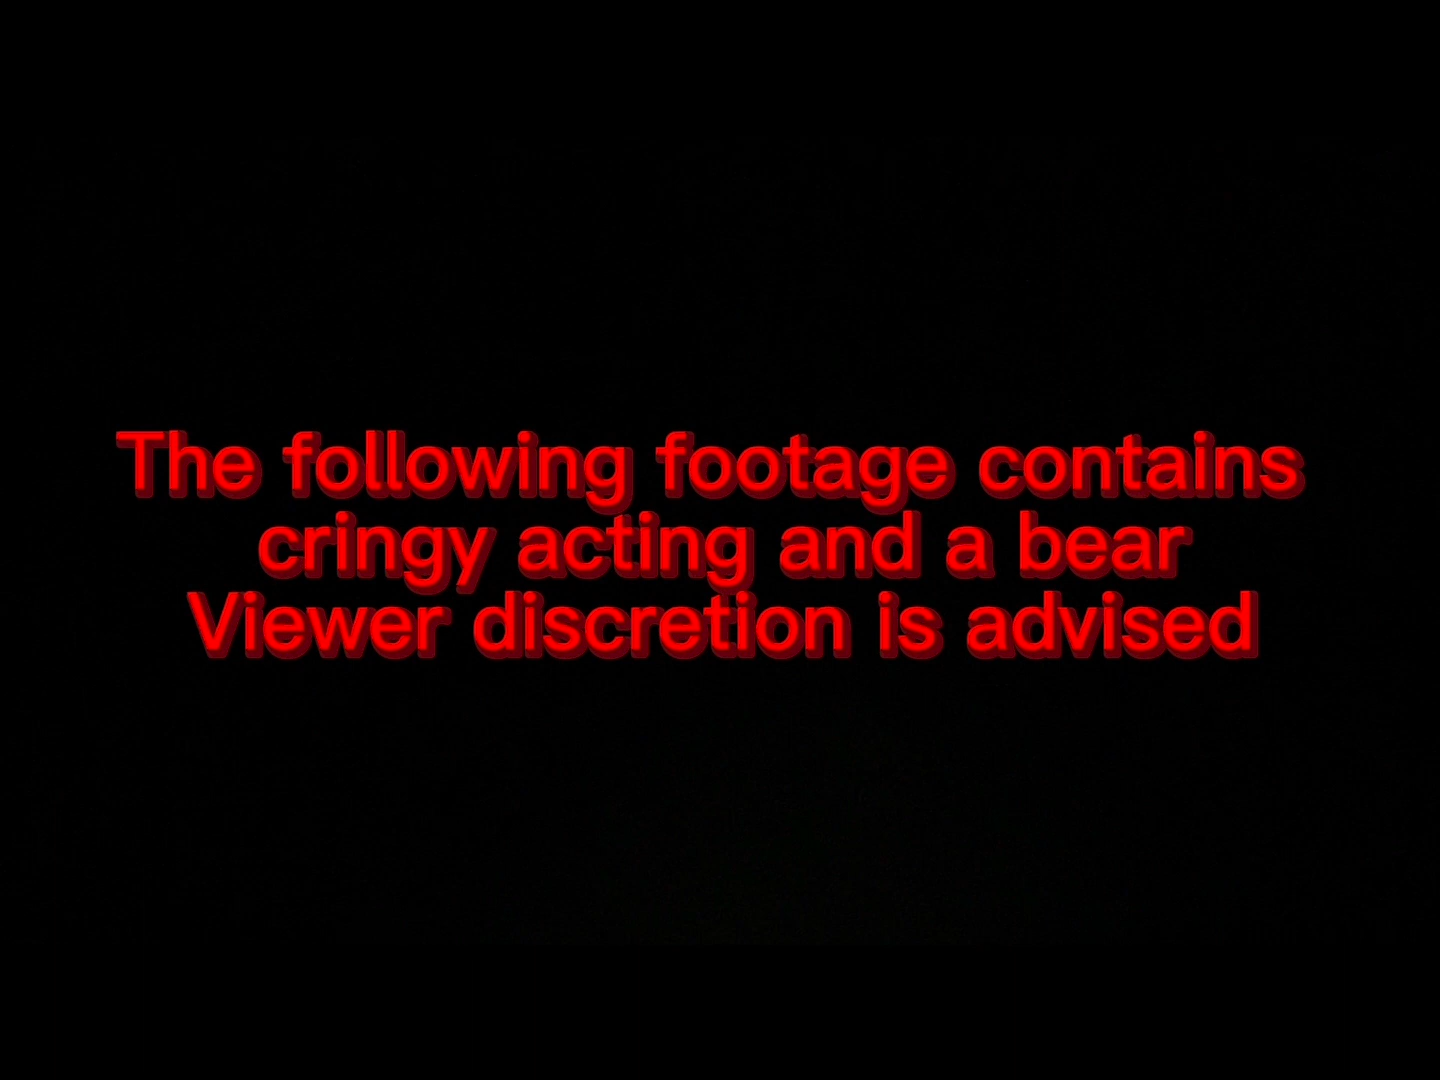 The following footage contains
cringy acting and a bear
Viewer discretion is advised